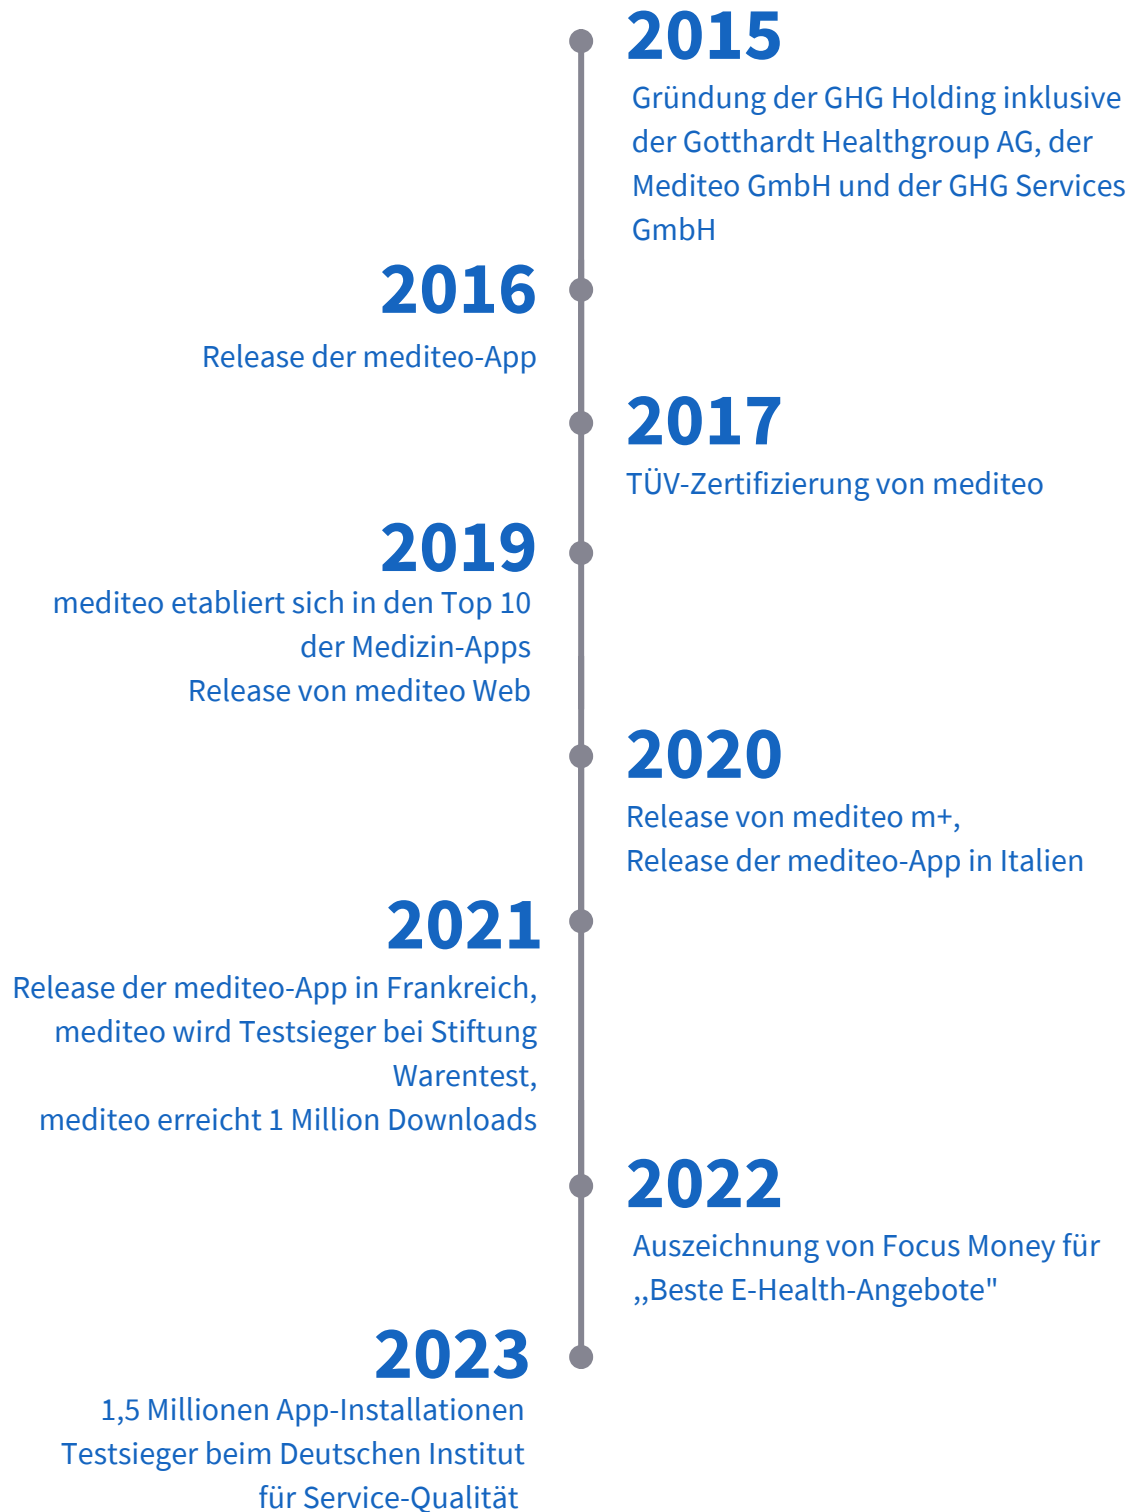 2015
Gründung der GHG Holding inklusive
der Gotthardt Healthgroup AG, der
Mediteo GmbH und der GHG Services
GmbH
2016
Release der mediteo-App
2017
TÜV-Zertifizierung von mediteo
2019
mediteo etabliert sich in den Top 10
der Medizin-Apps
Release von mediteo Web
2020
Release von mediteo m+,
Release der mediteo-App in Italien
2021
Release der mediteo-App in Frankreich,
mediteo wird Testsieger bei Stiftung
Warentest,
mediteo erreicht 1 Million Downloads
2022
Auszeichnung von Focus Money für
,,Beste E-Health-Angebote"
2023
1,5 Millionen App-Installationen
Testsieger beim Deutschen Institut
für Service-Qualität